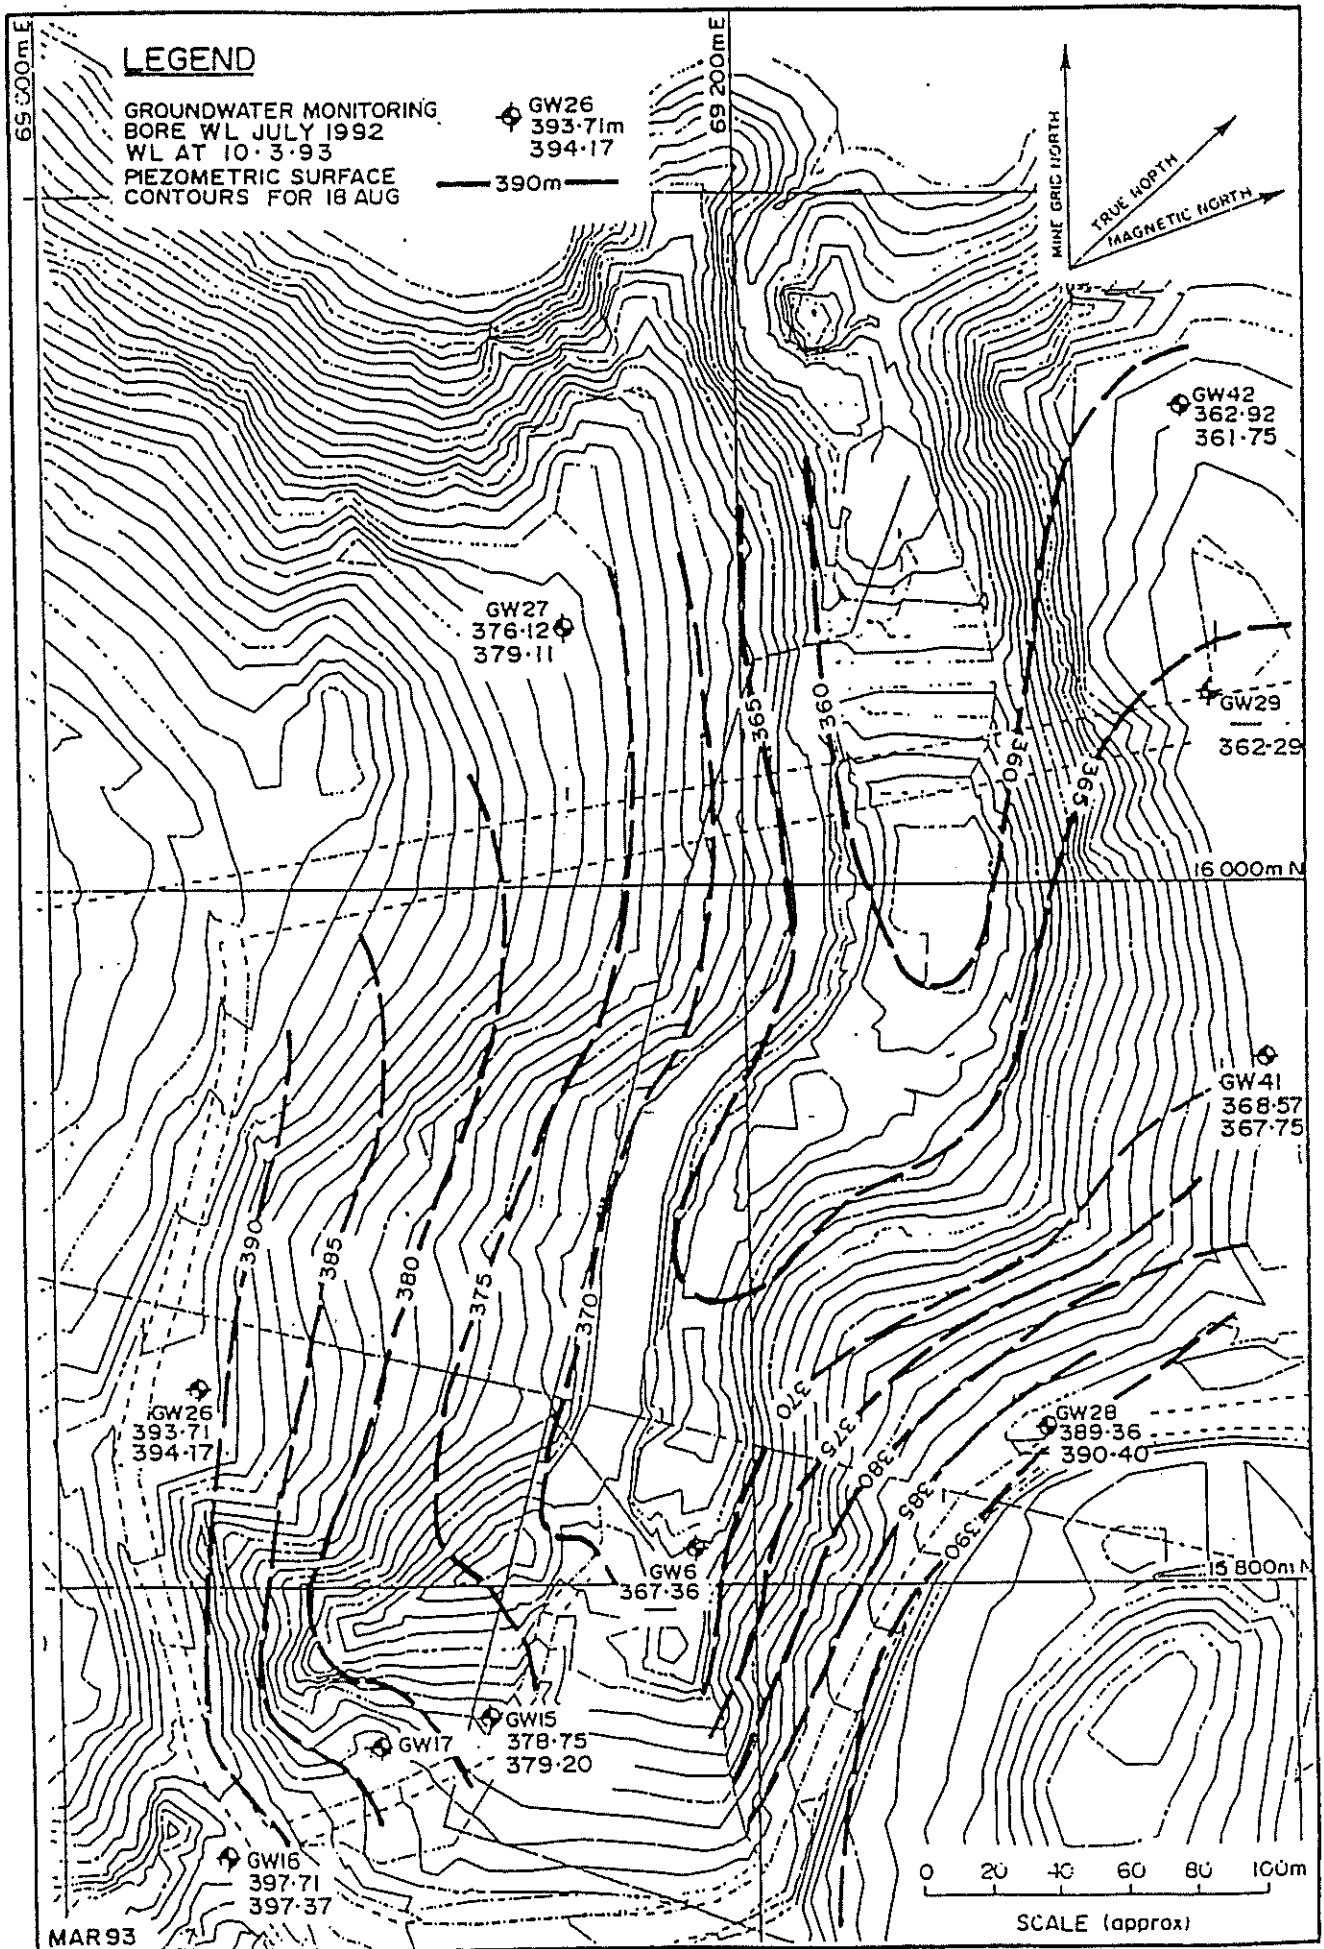 69 000m E
69 200m E
LEGEND
GROUNDWATER MONITORING
BORE WL JULY 1992
WL AT 10·3·93
PIEZOMETRIC SURFACE
CONTOURS FOR 18 AUG
GW26
393·71m
394·17
390m
MINE GRID NORTH
TRUE NORTH
MAGNETIC NORTH
GW42
362·92
361·75
GW27
376·12
379·11
GW29
362·29
365
360
360
365
16 000m N
GW41
368·57
367·75
390
385
380
375
370
GW26
393·71
394·17
370
375
380
385
390
GW28
389·36
390·40
GW6
367·36
15 800m N
GW15
378·75
379·20
GW17
GW16
397·71
397·37
0 20 40 60 80 100m
SCALE (approx)
MAR 93